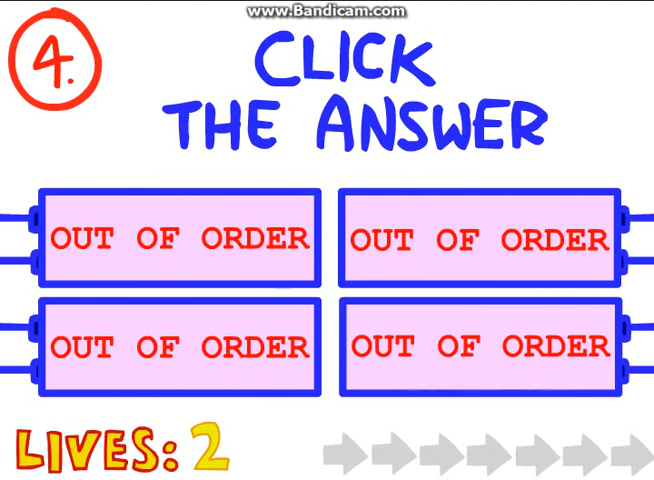 www.Bandicam.com
4.
CLICK
THE ANSWER
OUT OF ORDER
OUT OF ORDER
OUT OF ORDER
OUT OF ORDER
LIVES: 2